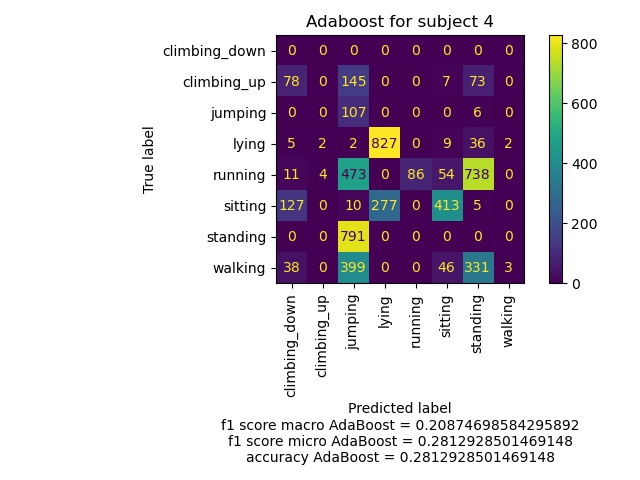 Adaboost for subject 4
True label
climbing_down 0 0 0 0 0 0 0 0
climbing_up 78 0 145 0 0 7 73 0
jumping 0 0 107 0 0 0 6 0
lying 5 2 2 827 0 9 36 2
running 11 4 473 0 86 54 738 0
sitting 127 0 10 277 0 413 5 0
standing 0 0 791 0 0 0 0 0
walking 38 0 399 0 0 46 331 3
climbing_down climbing_up jumping lying running sitting standing walking
800
600
400
200
0
Predicted label
f1 score macro AdaBoost = 0.20874698584295892
f1 score micro AdaBoost = 0.2812928501469148
accuracy AdaBoost = 0.2812928501469148